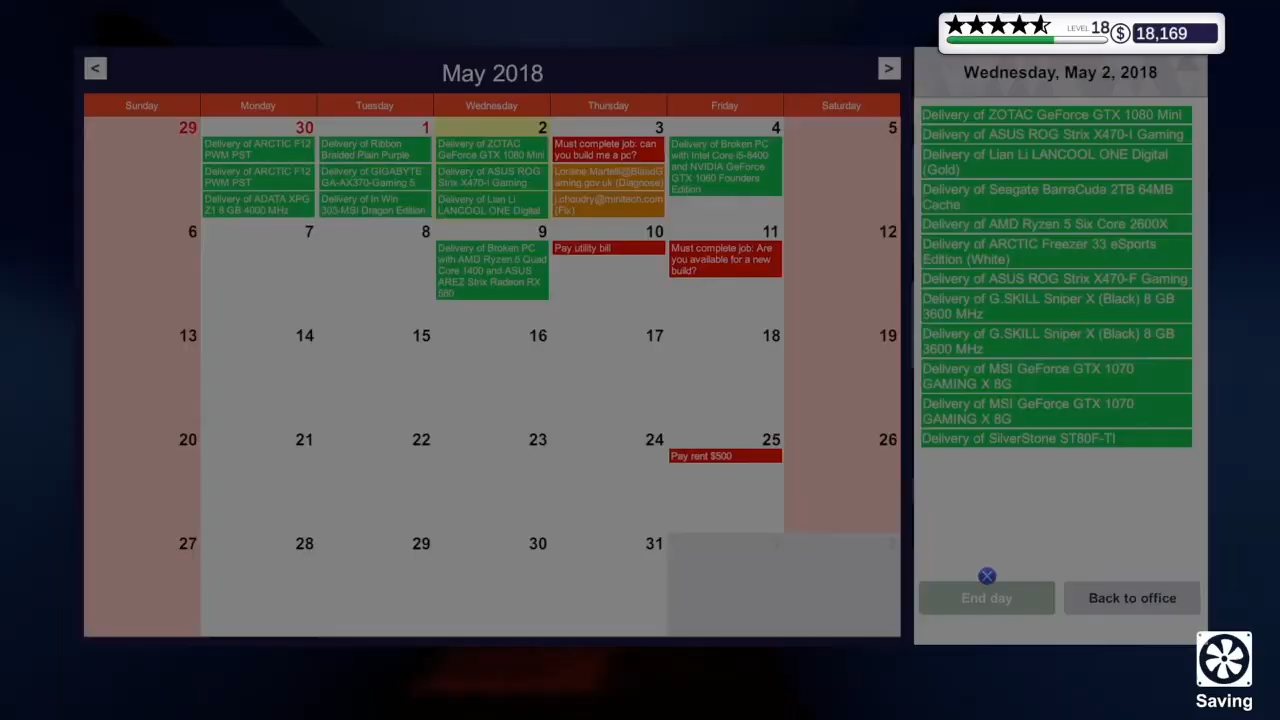 LEVEL 18
$ 18,169
<
May 2018
>
Sunday
Monday
Tuesday
Wednesday
Thursday
Friday
Saturday
29
30
Delivery of ARCTIC F12
PWM PST
Delivery of ARCTIC F12
PWM PST
Delivery of ADATA XPG
Z1 8 GB 4000 MHz
1
Delivery of Ribbon
Braided Plain Purple
Delivery of GIGABYTE
GA-AX370-Gaming 5
Delivery of In Win
303-MSI Dragon Edition
2
Delivery of ZOTAC
GeForce GTX 1080 Mini
Delivery of ASUS ROG
Strix X470-I Gaming
Delivery of Lian Li
LANCOOL ONE Digital
3
Must complete job: can
you build me a pc?
Loraine.Martelli@BlaxdG
aming.gov.uk (Diagnose)
j.choudry@minitech.com
(Fix)
4
Delivery of Broken PC
with Intel Core i5-8400
and NVIDIA GeForce
GTX 1060 Founders
Edition
5
6
7
8
9
Delivery of Broken PC
with AMD Ryzen 5 Quad
Core 1400 and ASUS
AREZ Strix Radeon RX
580
10
Pay utility bill
11
Must complete job: Are
you available for a new
build?
12
13
14
15
16
17
18
19
20
21
22
23
24
25
Pay rent $500
26
27
28
29
30
31
Wednesday, May 2, 2018
Delivery of ZOTAC GeForce GTX 1080 Mini
Delivery of ASUS ROG Strix X470-I Gaming
Delivery of Lian Li LANCOOL ONE Digital
(Gold)
Delivery of Seagate BarraCuda 2TB 64MB
Cache
Delivery of AMD Ryzen 5 Six Core 2600X
Delivery of ARCTIC Freezer 33 eSports
Edition (White)
Delivery of ASUS ROG Strix X470-F Gaming
Delivery of G.SKILL Sniper X (Black) 8 GB
3600 MHz
Delivery of G.SKILL Sniper X (Black) 8 GB
3600 MHz
Delivery of MSI GeForce GTX 1070
GAMING X 8G
Delivery of MSI GeForce GTX 1070
GAMING X 8G
Delivery of SilverStone ST80F-TI
End day
Back to office
Saving